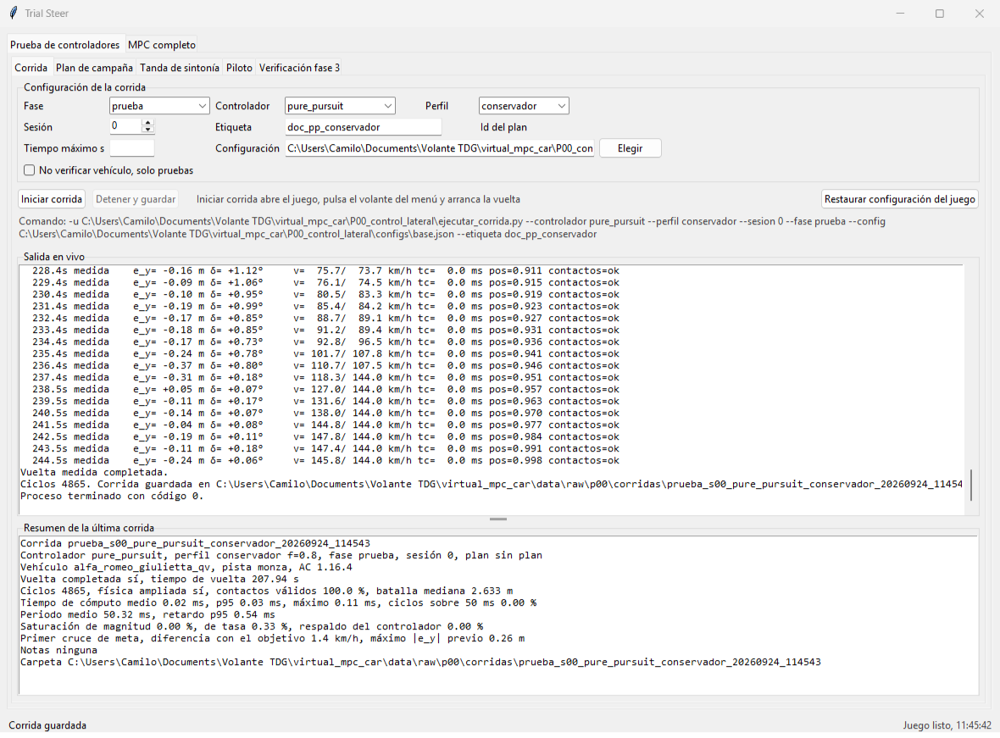 Trial Steer
Prueba de controladores MPC completo
Corrida Plan de campaña Tanda de sintonía Piloto Verificación fase 3
Configuración de la corrida
Fase prueba Controlador pure_pursuit Perfil conservador
Sesión 0 Etiqueta doc_pp_conservador Id del plan
Tiempo máximo s Configuración C:\Users\Camilo\Documents\Volante TDG\virtual_mpc_car\P00_con Elegir
No verificar vehículo, solo pruebas
Iniciar corrida Detener y guardar Iniciar corrida abre el juego, pulsa el volante del menú y arranca la vuelta Restaurar configuración del juego
Comando: -u C:\Users\Camilo\Documents\Volante TDG\virtual_mpc_car\P00_control_lateral\ejecutar_corrida.py --controlador pure_pursuit --perfil conservador --sesion 0 --fase prueba --config
C:\Users\Camilo\Documents\Volante TDG\virtual_mpc_car\P00_control_lateral\configs\base.json --etiqueta doc_pp_conservador
Salida en vivo
228.4s medida e_y= -0.16 m δ= +1.12° v= 75.7/ 73.7 km/h tc= 0.0 ms pos=0.911 contactos=ok
229.4s medida e_y= -0.09 m δ= +1.06° v= 76.1/ 74.5 km/h tc= 0.0 ms pos=0.915 contactos=ok
230.4s medida e_y= -0.10 m δ= +0.95° v= 80.5/ 83.3 km/h tc= 0.0 ms pos=0.919 contactos=ok
231.4s medida e_y= -0.19 m δ= +0.99° v= 85.4/ 84.2 km/h tc= 0.0 ms pos=0.923 contactos=ok
232.4s medida e_y= -0.17 m δ= +0.85° v= 88.7/ 89.1 km/h tc= 0.0 ms pos=0.927 contactos=ok
233.4s medida e_y= -0.18 m δ= +0.85° v= 91.2/ 89.4 km/h tc= 0.0 ms pos=0.931 contactos=ok
234.4s medida e_y= -0.17 m δ= +0.73° v= 92.8/ 96.5 km/h tc= 0.0 ms pos=0.936 contactos=ok
235.4s medida e_y= -0.24 m δ= +0.78° v= 101.7/ 107.8 km/h tc= 0.0 ms pos=0.941 contactos=ok
236.4s medida e_y= -0.37 m δ= +0.80° v= 110.7/ 107.5 km/h tc= 0.0 ms pos=0.946 contactos=ok
237.4s medida e_y= -0.31 m δ= +0.18° v= 118.3/ 144.0 km/h tc= 0.0 ms pos=0.951 contactos=ok
238.5s medida e_y= +0.05 m δ= +0.07° v= 127.0/ 144.0 km/h tc= 0.0 ms pos=0.957 contactos=ok
239.5s medida e_y= -0.11 m δ= +0.17° v= 131.6/ 144.0 km/h tc= 0.0 ms pos=0.963 contactos=ok
240.5s medida e_y= -0.14 m δ= +0.07° v= 138.0/ 144.0 km/h tc= 0.0 ms pos=0.970 contactos=ok
241.5s medida e_y= -0.04 m δ= +0.08° v= 144.8/ 144.0 km/h tc= 0.0 ms pos=0.977 contactos=ok
242.5s medida e_y= -0.19 m δ= +0.11° v= 147.8/ 144.0 km/h tc= 0.0 ms pos=0.984 contactos=ok
243.5s medida e_y= -0.11 m δ= +0.18° v= 147.4/ 144.0 km/h tc= 0.0 ms pos=0.991 contactos=ok
244.5s medida e_y= -0.24 m δ= +0.06° v= 145.8/ 144.0 km/h tc= 0.0 ms pos=0.998 contactos=ok
Vuelta medida completada.
Ciclos 4865. Corrida guardada en C:\Users\Camilo\Documents\Volante TDG\virtual_mpc_car\data\raw\p00\corridas\prueba_s00_pure_pursuit_conservador_20260924_11454
Proceso terminado con código 0.
Resumen de la última corrida
Corrida prueba_s00_pure_pursuit_conservador_20260924_114543
Controlador pure_pursuit, perfil conservador f=0.8, fase prueba, sesión 0, plan sin plan
Vehículo alfa_romeo_giulietta_qv, pista monza, AC 1.16.4
Vuelta completada sí, tiempo de vuelta 207.94 s
Ciclos 4865, física ampliada sí, contactos válidos 100.0 %, batalla mediana 2.633 m
Tiempo de cómputo medio 0.02 ms, p95 0.03 ms, máximo 0.11 ms, ciclos sobre 50 ms 0.00 %
Periodo medio 50.32 ms, retardo p95 0.54 ms
Saturación de magnitud 0.00 %, de tasa 0.33 %, respaldo del controlador 0.00 %
Primer cruce de meta, diferencia con el objetivo 1.4 km/h, máximo |e_y| previo 0.26 m
Notas ninguna
Carpeta C:\Users\Camilo\Documents\Volante TDG\virtual_mpc_car\data\raw\p00\corridas\prueba_s00_pure_pursuit_conservador_20260924_114543
Corrida guardada Juego listo, 11:45:42